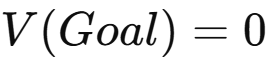 V(Goal) = 0